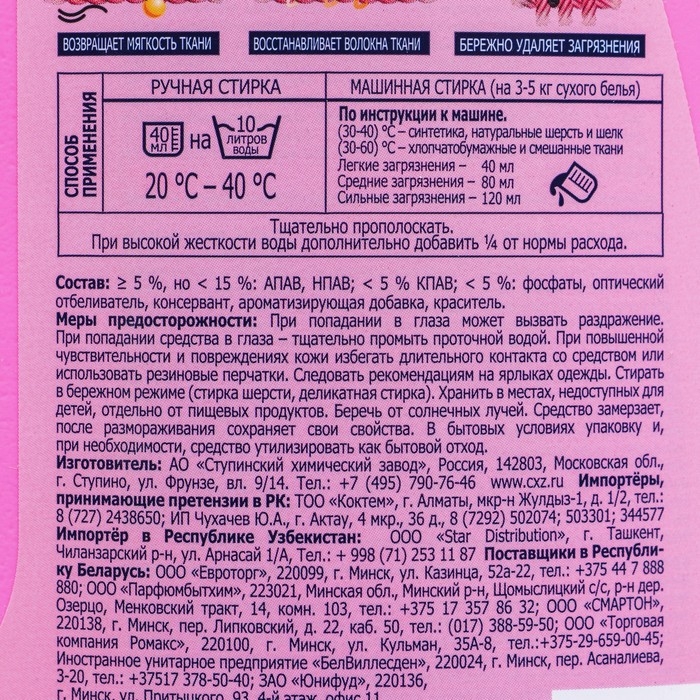 ВОЗВРАЩАЕТ МЯГКОСТЬ ТКАНИ
ВОССТАНАВЛИВАЕТ ВОЛОКНА ТКАНИ
БЕРЕЖНО УДАЛЯЕТ ЗАГРЯЗНЕНИЯ
СПОСОБ
ПРИМЕНЕНИЯ
РУЧНАЯ СТИРКА
40
МЛ
на
10
ЛИТРОВ
ВОДЫ
20 °C – 40 °C
МАШИННАЯ СТИРКА (на 3-5 кг сухого белья)
По инструкции к машине.
(30-40) °C – синтетика, натуральные шерсть и шелк
(30-60) °C – хлопчатобумажные и смешанные ткани
Легкие загрязнения – 40 мл
Средние загрязнения – 80 мл
Сильные загрязнения – 120 мл
Тщательно прополоскать.
При высокой жесткости воды дополнительно добавить ¼ от нормы расхода.
Состав: ≥ 5 %, но < 15 %: АПАВ, НПАВ; < 5 % КПАВ; < 5 %: фосфаты, оптический
отбеливатель, консервант, ароматизирующая добавка, краситель.
Меры предосторожности: При попадании в глаза может вызвать раздражение.
При попадании средства в глаза – тщательно промыть проточной водой. При повышенной
чувствительности и повреждениях кожи избегать длительного контакта со средством или
использовать резиновые перчатки. Следовать рекомендациям на ярлыках одежды. Стирать
в бережном режиме (стирка шерсти, деликатная стирка). Хранить в местах, недоступных для
детей, отдельно от пищевых продуктов. Беречь от солнечных лучей. Средство замерзает,
после размораживания сохраняет свои свойства. В бытовых условиях упаковку и,
при необходимости, средство утилизировать как бытовой отход.
Изготовитель: АО «Ступинский химический завод», Россия, 142803, Московская обл.,
г. Ступино, ул. Фрунзе, вл. 9/14. Тел.: +7 (495) 790-76-46 www.cxz.ru Импортёры,
принимающие претензии в РК: ТОО «Коктем», г. Алматы, мкр-н Жулдыз-1, д. 1/2, тел.:
8 (727) 2438650; ИП Чухачев Ю.А., г. Актау, 4 мкр., 36 д., 8 (7292) 502074; 503301; 344577
Импортёр в Республике Узбекистан: ООО «Star Distribution», г. Ташкент,
Чиланзарский р-н, ул. Арнасай 1/А, Тел.: + 998 (71) 253 11 87 Поставщики в Республи-
ку Беларусь: ООО «Евроторг», 220099, г. Минск, ул. Казинца, 52а-22, тел.: +375 44 7 888
880; ООО «Парфюмбытхим», 223021, Минская обл., Минский р-н, Щомыслицкий с/с, р-н дер.
Озерцо, Менковский тракт, 14, комн. 103, тел.: +375 17 357 86 32; ООО «СМАРТОН»,
220138, г. Минск, пер. Липковский, д. 22, каб. 50, тел.: (017) 388-59-50; ООО «Торговая
компания Ромакс», 220100, г. Минск, ул. Кульман, 35А-8, тел.:+375-29-659-00-45;
Иностранное унитарное предприятие «БелВиллесден», 220024, г. Минск, пер. Асаналиева,
3-20, тел.: +37517 378-50-40; ЗАО «Юнифуд», 220136,
г. Минск, ул. Притыцкого, 93, 4-й этаж, офис 11